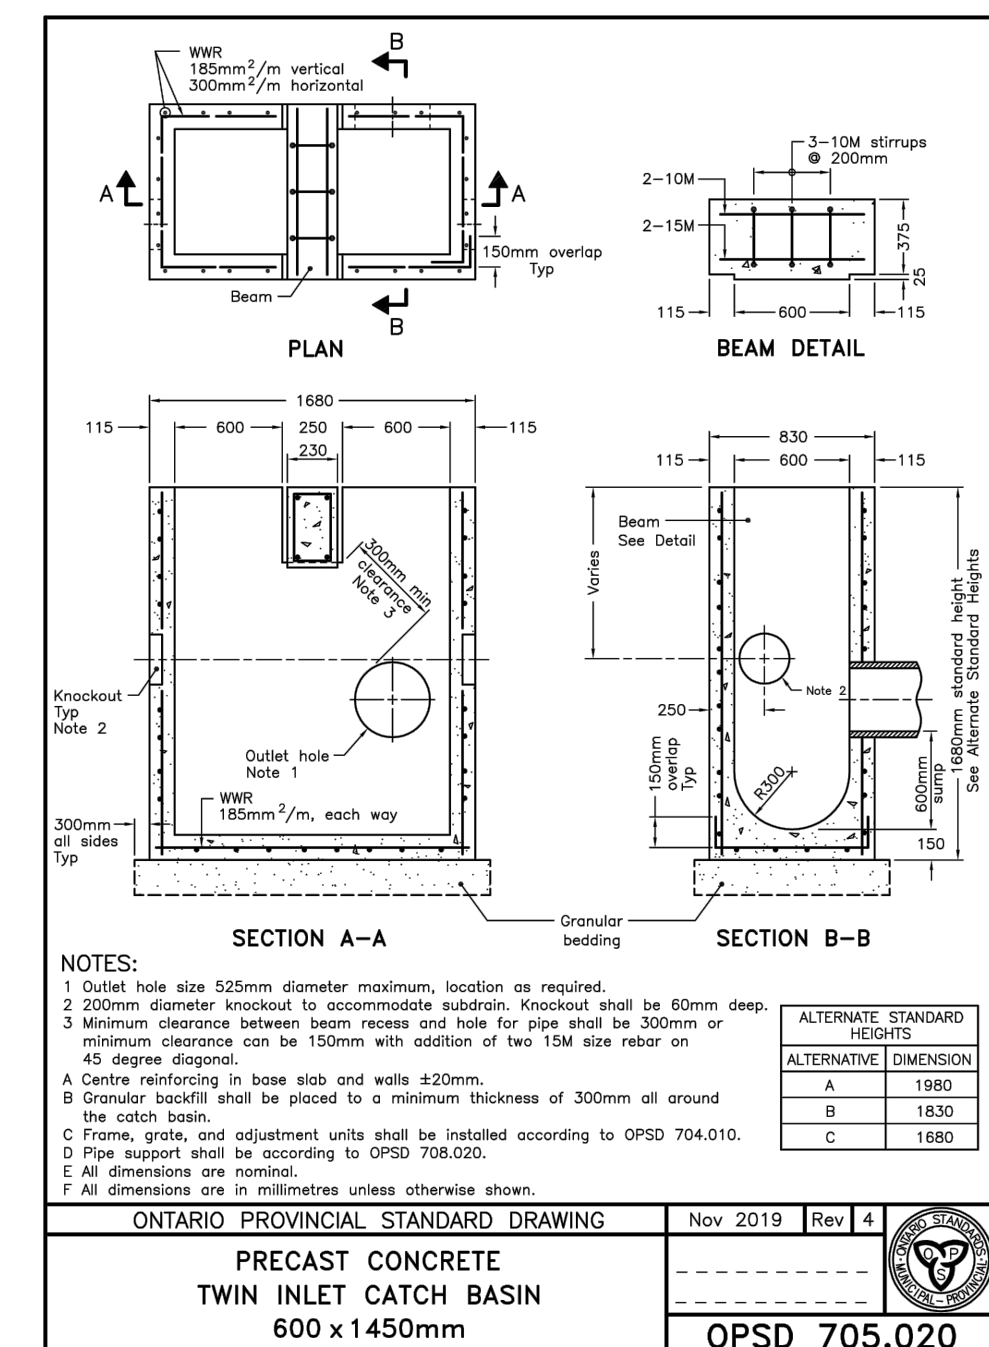 WWR
185mm²/m vertical
300mm²/m horizontal
B
A
A
150mm overlap
Typ
Beam
B
PLAN
3-10M stirrups
@ 200mm
2-10M
2-15M
375
25
115
600
115
BEAM DETAIL
1680
115
600
250
600
115
230
300mm min
clearance
Note 3
Knockout
Typ
Note 2
Outlet hole
Note 1
WWR
185mm²/m, each way
300mm
all sides
Typ
SECTION A-A
830
115
600
115
Beam
See Detail
Varies
Note 2
250
150mm
overlap
Typ
R300
600mm
sump
1680mm standard height
See Alternate Standard Heights
150
Granular
bedding
SECTION B-B
NOTES:
1 Outlet hole size 525mm diameter maximum, location as required.
2 200mm diameter knockout to accommodate subdrain. Knockout shall be 60mm deep.
3 Minimum clearance between beam recess and hole for pipe shall be 300mm or
minimum clearance can be 150mm with addition of two 15M size rebar on
45 degree diagonal.
A Centre reinforcing in base slab and walls ±20mm.
B Granular backfill shall be placed to a minimum thickness of 300mm all around
the catch basin.
C Frame, grate, and adjustment units shall be installed according to OPSD 704.010.
D Pipe support shall be according to OPSD 708.020.
E All dimensions are nominal.
F All dimensions are in millimetres unless otherwise shown.
ALTERNATE STANDARD
HEIGHTS
ALTERNATIVE DIMENSION
A 1980
B 1830
C 1680
ONTARIO PROVINCIAL STANDARD DRAWING
Nov 2019 Rev 4
PRECAST CONCRETE
TWIN INLET CATCH BASIN
600 x 1450mm
ONTARIO STANDARDS
MUNICIPAL - PROVINCIAL
O P
S
OPSD 705.020